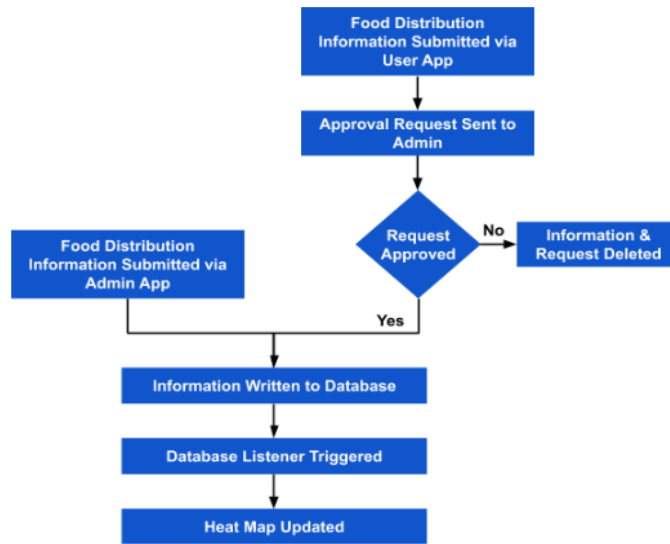 Food Distribution
Information Submitted via
User App
Approval Request Sent to
Admin
Request
Approved
No
Information &
Request Deleted
Food Distribution
Information Submitted via
Admin App
Yes
Information Written to Database
Database Listener Triggered
Heat Map Updated